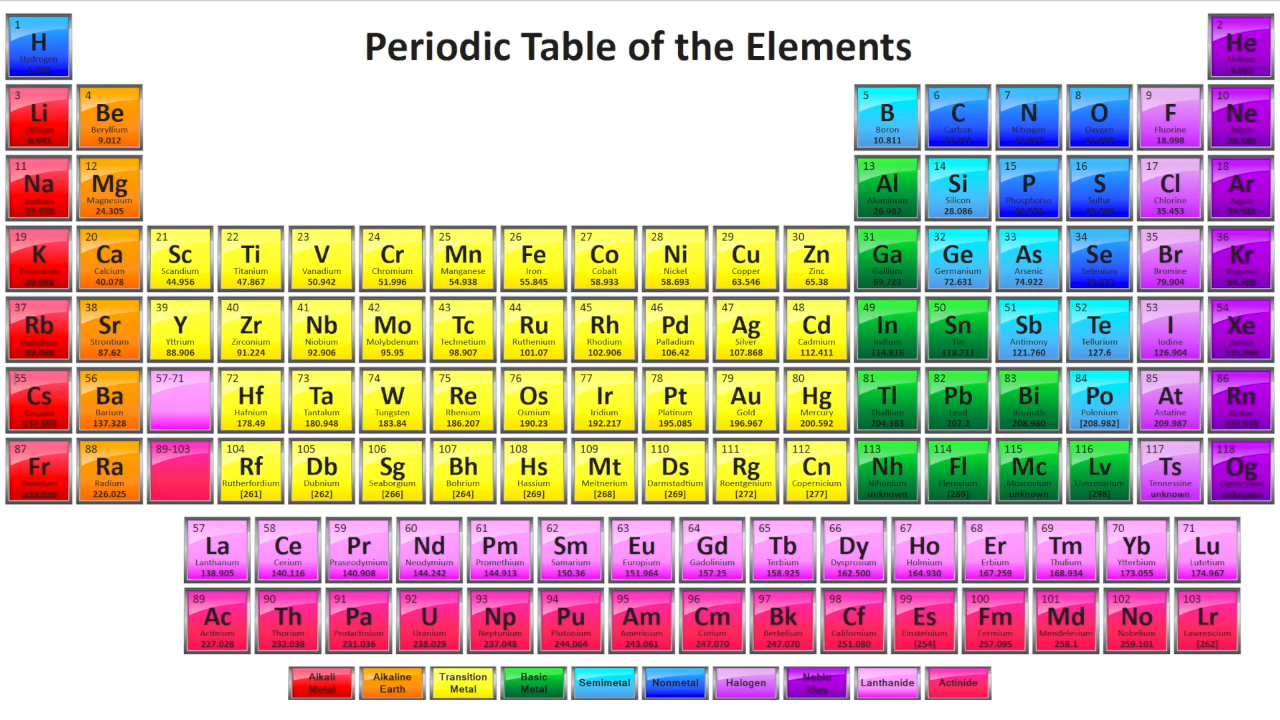 Periodic Table of the Elements
1 2
H He
Hydrogen
3 4 5 6 7 8 9 10
Li Be B C N O F Ne
Lithium Beryllium Boron Carbon Nitrogen Oxygen Fluorine Neon
9.012 10.811 18.998
11 12 13 14 15 16 17 18
Na Mg Al Si P S Cl Ar
Sodium Magnesium Aluminum Silicon Phosphorus Sulfur Chlorine Argon
24.305 26.982 28.086 35.453
19 20 21 22 23 24 25 26 27 28 29 30 31 32 33 34 35 36
K Ca Sc Ti V Cr Mn Fe Co Ni Cu Zn Ga Ge As Se Br Kr
Potassium Calcium Scandium Titanium Vanadium Chromium Manganese Iron Cobalt Nickel Copper Zinc Gallium Germanium Arsenic Selenium Bromine Krypton
40.078 44.956 47.867 50.942 51.996 54.938 55.845 58.933 58.693 63.546 65.38 69.723 72.631 74.922 79.904
37 38 39 40 41 42 43 44 45 46 47 48 49 50 51 52 53 54
Rb Sr Y Zr Nb Mo Tc Ru Rh Pd Ag Cd In Sn Sb Te I Xe
Rubidium Strontium Yttrium Zirconium Niobium Molybdenum Technetium Ruthenium Rhodium Palladium Silver Cadmium Indium Tin Antimony Tellurium Iodine Xenon
87.62 88.906 91.224 92.906 95.95 98.907 101.07 102.906 106.42 107.868 112.411 114.818 118.711 121.760 127.6 126.904
55 56 57-71 72 73 74 75 76 77 78 79 80 81 82 83 84 85 86
Cs Ba Hf Ta W Re Os Ir Pt Au Hg Tl Pb Bi Po At Rn
Cesium Barium Hafnium Tantalum Tungsten Rhenium Osmium Iridium Platinum Gold Mercury Thallium Lead Bismuth Polonium Astatine Radon
137.328 178.49 180.948 183.84 186.207 190.23 192.217 195.085 196.967 200.592 204.383 207.2 208.980 [208.982] 209.987
87 88 89-103 104 105 106 107 108 109 110 111 112 113 114 115 116 117 118
Fr Ra Rf Db Sg Bh Hs Mt Ds Rg Cn Nh Fl Mc Lv Ts Og
Francium Radium Rutherfordium Dubnium Seaborgium Bohrium Hassium Meitnerium Darmstadtium Roentgenium Copernicium Nihonium Flerovium Moscovium Livermorium Tennessine
226.025 [261] [262] [266] [264] [269] [268] [269] [272] [277] unknown [289] unknown [298] unknown unknown
57 58 59 60 61 62 63 64 65 66 67 68 69 70 71
La Ce Pr Nd Pm Sm Eu Gd Tb Dy Ho Er Tm Yb Lu
Lanthanum Cerium Praseodymium Neodymium Promethium Samarium Europium Gadolinium Terbium Dysprosium Holmium Erbium Thulium Ytterbium Lutetium
138.905 140.116 140.908 144.242 144.913 150.36 151.964 157.25 158.925 162.500 164.930 167.259 168.934 173.055 174.967
89 90 91 92 93 94 95 96 97 98 99 100 101 102 103
Ac Th Pa U Np Pu Am Cm Bk Cf Es Fm Md No Lr
Actinium Thorium Protactinium Uranium Neptunium Plutonium Americium Curium Berkelium Californium Einsteinium Fermium Mendelevium Nobelium Lawrencium
227.028 232.038 231.036 238.029 237.048 244.064 243.061 247.070 247.070 251.080 [254] 257.095 258.1 259.101 [262]
Alkali Alkaline Transition Basic Semimetal Nonmetal Halogen Noble Lanthanide Actinide
Metal Earth Metal Metal Gas